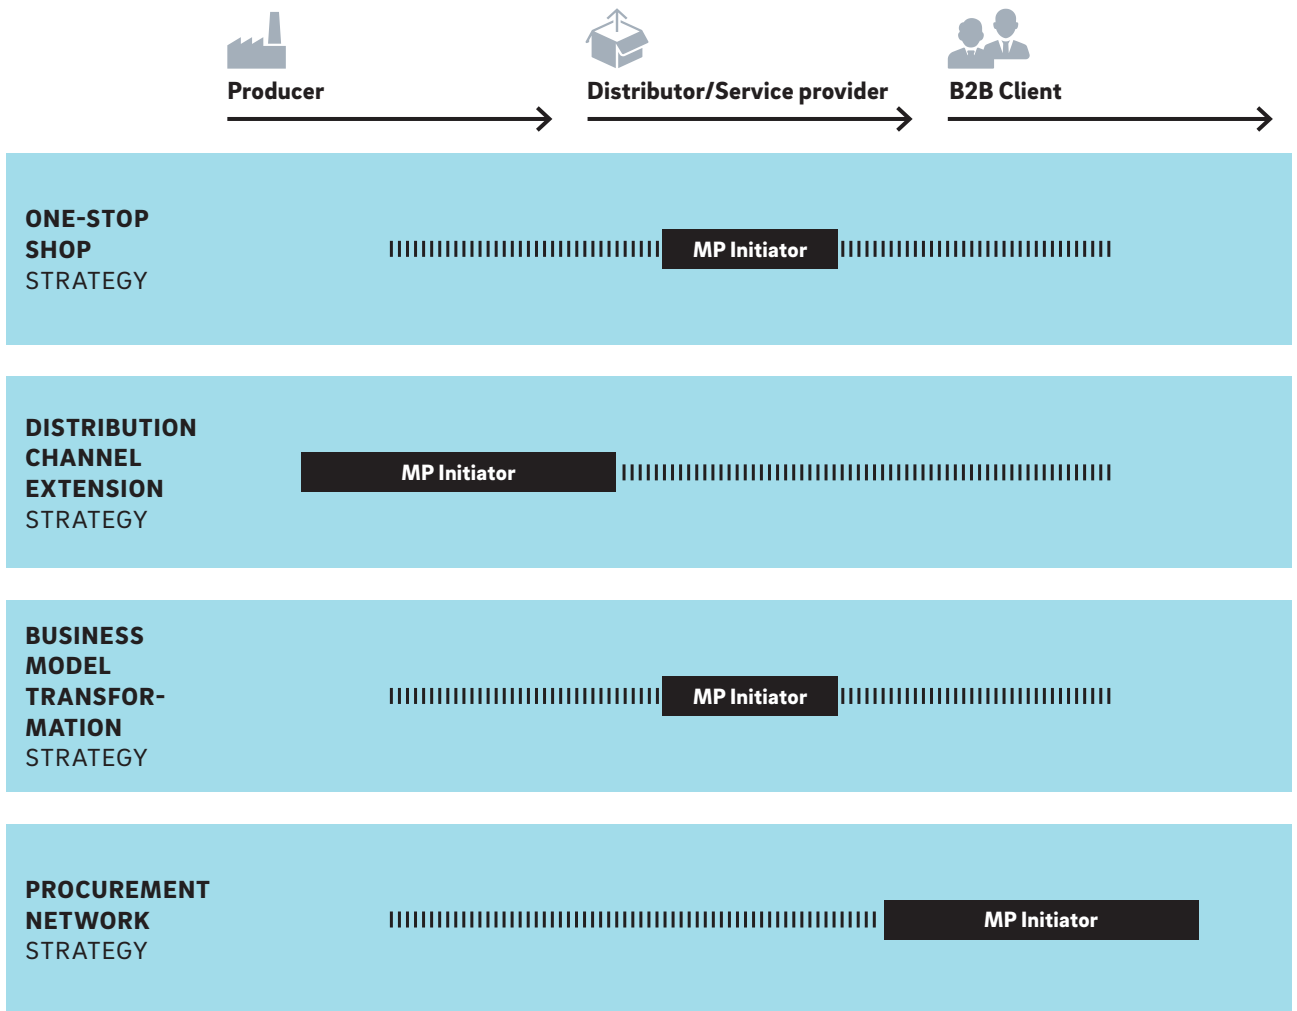 Producer
Distributor/Service provider
B2B Client
ONE-STOP
SHOP
STRATEGY
MP Initiator
DISTRIBUTION
CHANNEL
EXTENSION
STRATEGY
MP Initiator
BUSINESS
MODEL
TRANSFOR-
MATION
STRATEGY
MP Initiator
PROCUREMENT
NETWORK
STRATEGY
MP Initiator